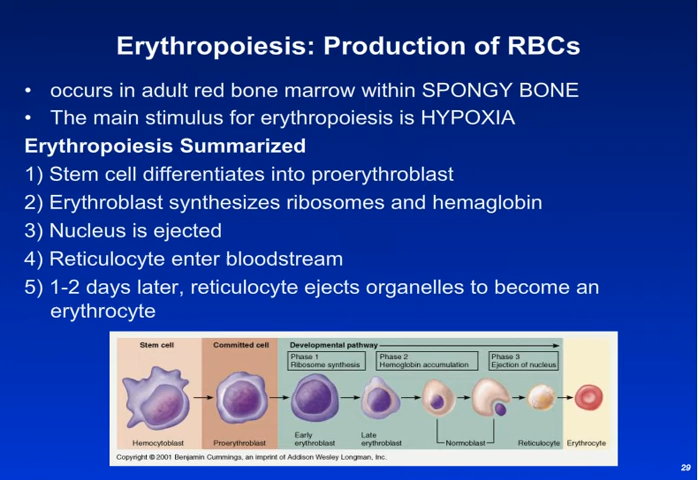 Erythropoiesis: Production of RBCs
• occurs in adult red bone marrow within SPONGY BONE
• The main stimulus for erythropoiesis is HYPOXIA
Erythropoiesis Summarized
1) Stem cell differentiates into proerythroblast
2) Erythroblast synthesizes ribosomes and hemaglobin
3) Nucleus is ejected
4) Reticulocyte enter bloodstream
5) 1-2 days later, reticulocyte ejects organelles to become an
erythrocyte
Stem cell
Committed cell
Developmental pathway
Phase 1
Ribosome synthesis
Phase 2
Hemoglobin accumulation
Phase 3
Ejection of nucleus
Hemocytoblast
Proerythroblast
Early
erythroblast
Late
erythroblast
Normoblast
Reticulocyte
Erythrocyte
Copyright © 2001 Benjamin Cummings, an imprint of Addison Wesley Longman, Inc.
29